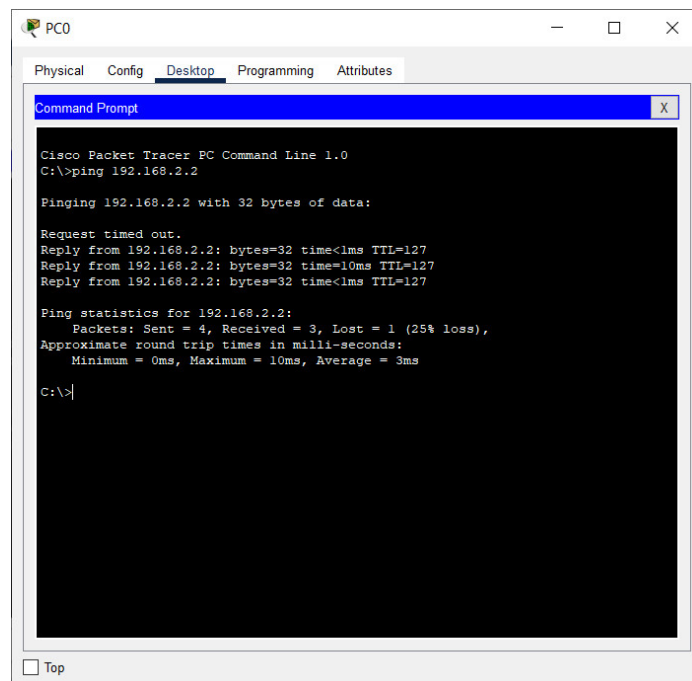 PC0
Physical Config Desktop Programming Attributes
Command Prompt X
Cisco Packet Tracer PC Command Line 1.0
C:\>ping 192.168.2.2
Pinging 192.168.2.2 with 32 bytes of data:
Request timed out.
Reply from 192.168.2.2: bytes=32 time<1ms TTL=127
Reply from 192.168.2.2: bytes=32 time=10ms TTL=127
Reply from 192.168.2.2: bytes=32 time<1ms TTL=127
Ping statistics for 192.168.2.2:
Packets: Sent = 4, Received = 3, Lost = 1 (25% loss),
Approximate round trip times in milli-seconds:
Minimum = 0ms, Maximum = 10ms, Average = 3ms
C:\>
Top